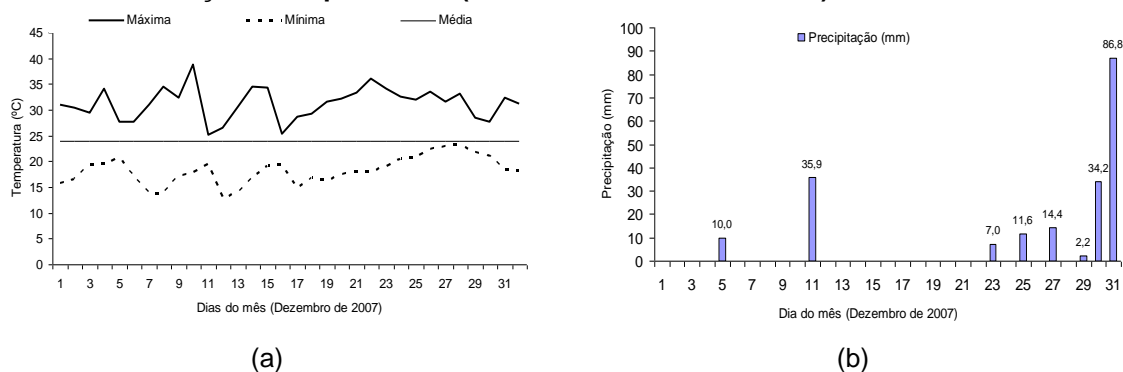 Máxima Mínima Média
45
40
35
30
25
20
15
10
5
0
Temperatura (ºC)
1 3 5 7 9 11 13 15 17 19 21 23 25 27 29 31
Dias do mês (Dezembro de 2007)
(a)
Precipitação (mm)
100
90
80
70
60
50
40
30
20
10
0
Precipitação (mm)
10,0
35,9
7,0
11,6
14,4
2,2
34,2
86,8
1 3 5 7 9 11 13 15 17 19 21 23 25 27 29 31
Dia do mês (Dezembro de 2007)
(b)